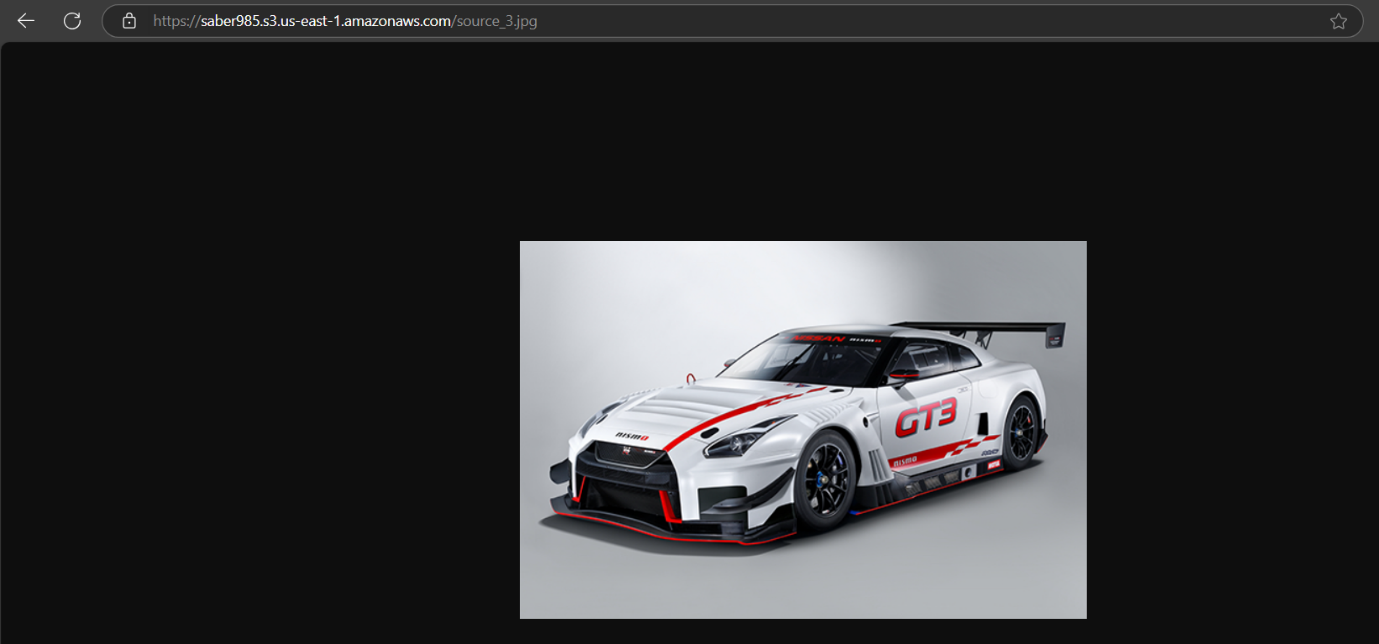 https://saber985.s3.us-east-1.amazonaws.com/source_3.jpg
NISSAN nismo
GT3
nismo
nismo